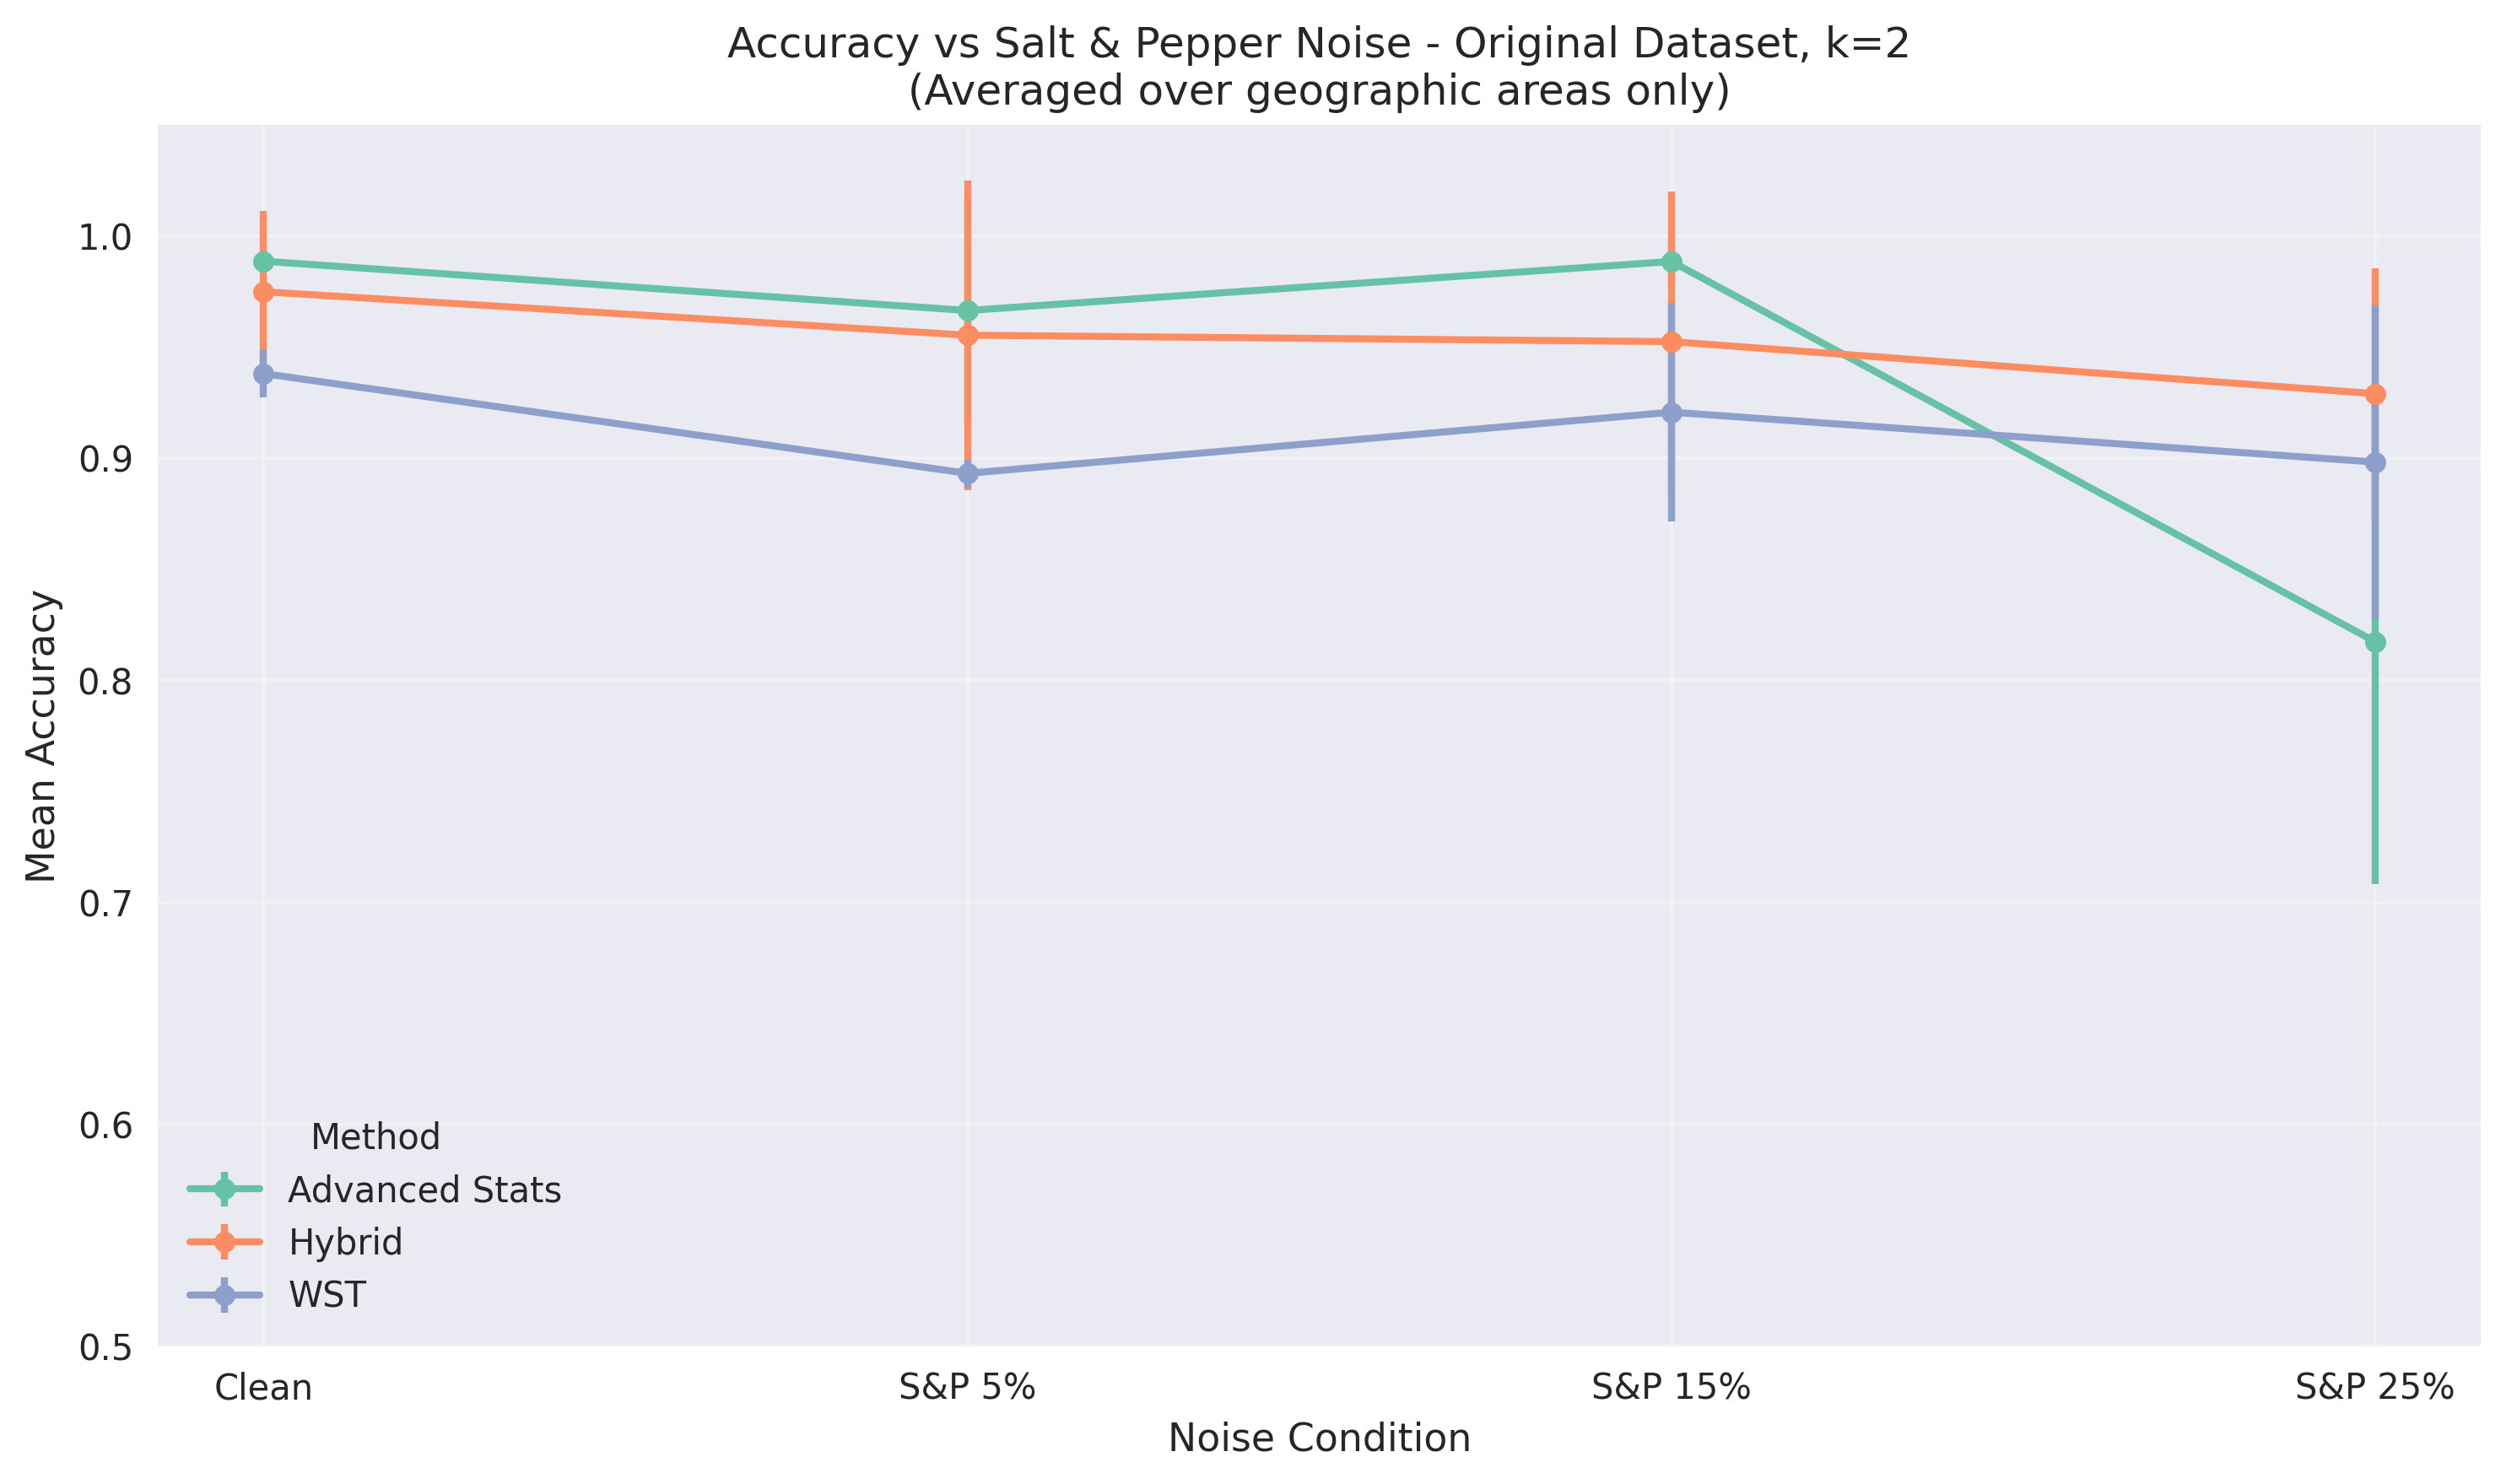 Accuracy vs Salt & Pepper Noise - Original Dataset, k=2
(Averaged over geographic areas only)
Mean Accuracy
1.0
0.9
0.8
0.7
0.6
0.5
Method
Advanced Stats
Hybrid
WST
Clean
S&P 5%
S&P 15%
S&P 25%
Noise Condition